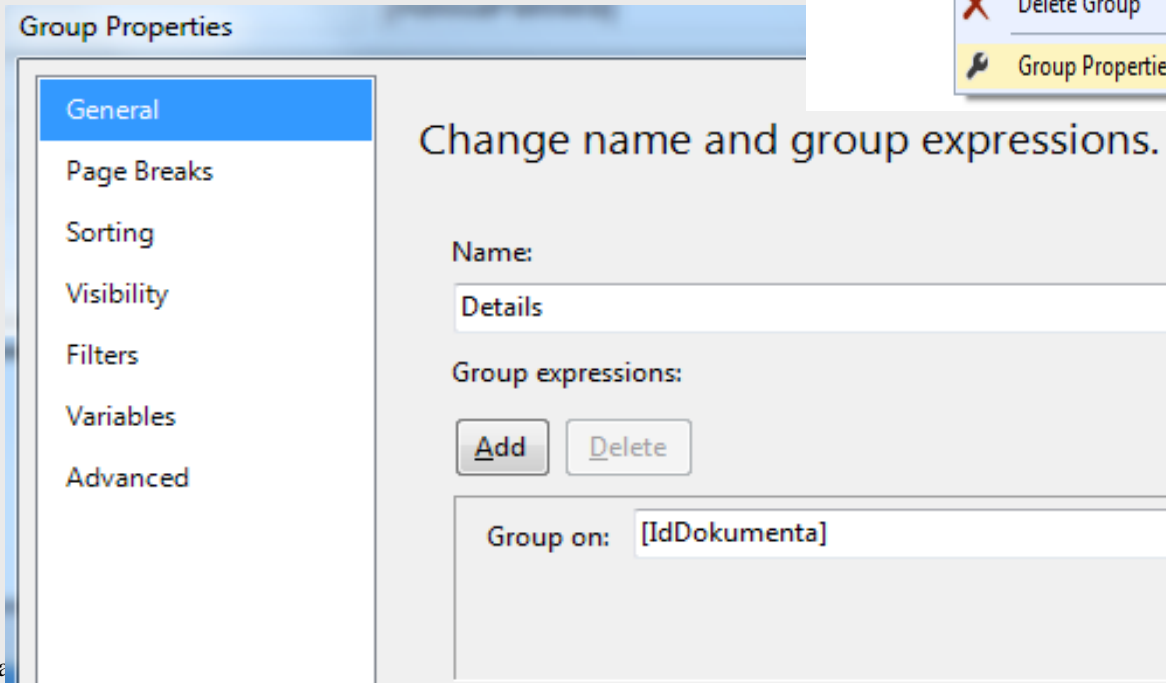 Delete Group
Group Properties
Group Properties
General
Page Breaks
Sorting
Visibility
Filters
Variables
Advanced
Change name and group expressions.
Name:
Details
Group expressions:
Add
Delete
Group on:
[IdDokumenta]